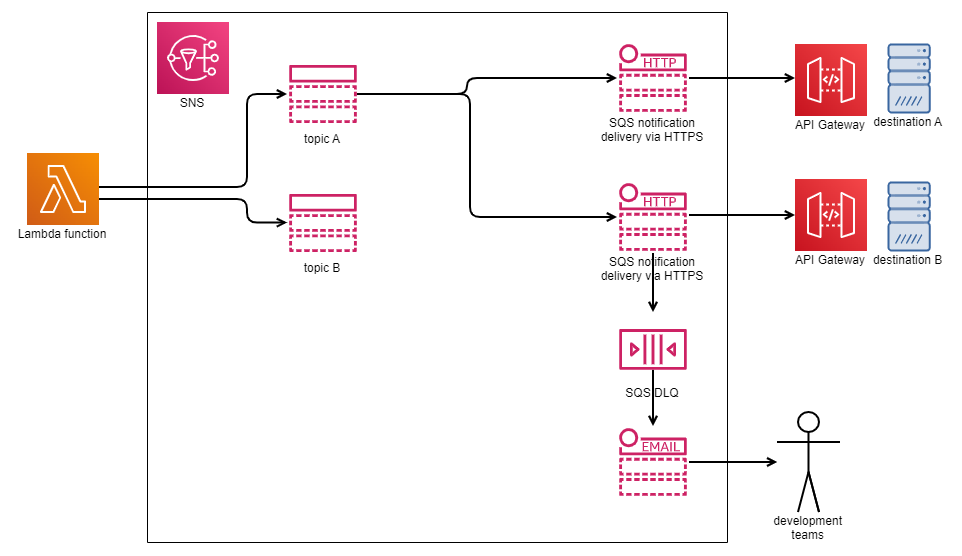 SNS
topic A
HTTP
SQS notification
delivery via HTTPS
</>
API Gateway
destination A
Lambda function
topic B
HTTP
SQS notification
delivery via HTTPS
</>
API Gateway
destination B
SQS DLQ
EMAIL
development
teams